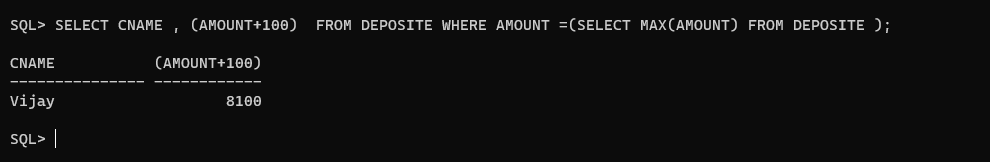 SQL> SELECT CNAME , (AMOUNT+100)  FROM DEPOSITE WHERE AMOUNT =(SELECT MAX(AMOUNT) FROM DEPOSITE );
CNAME           (AMOUNT+100)
--------------- ------------
Vijay                   8100
SQL>